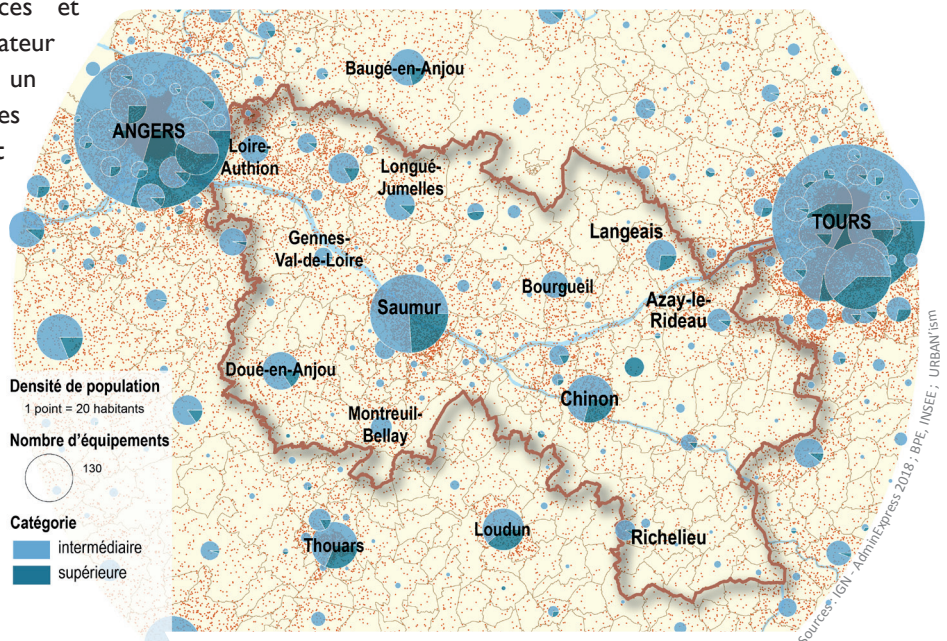 ces et
ateur
un
es
t
Baugé-en-Anjou
ANGERS
Loire-
Authion
Longué-
Jumelles
TOURS
Langeais
Gennes-
Val-de-Loire
Bourgueil
Saumur
Azay-le-
Rideau
Doué-en-Anjou
Chinon
Montreuil-
Bellay
Loudun
Thouars
Richelieu
Densité de population
1 point = 20 habitants
Nombre d'équipements
130
Catégorie
intermédiaire
supérieure
Sources : IGN - AdminExpress 2018 ; BPE, INSEE ; URBAN'ism